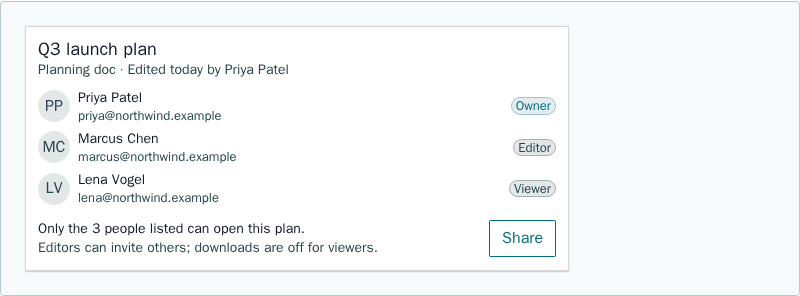 Q3 launch plan
Planning doc · Edited today by Priya Patel
PP
Priya Patel
priya@northwind.example
Owner
MC
Marcus Chen
marcus@northwind.example
Editor
LV
Lena Vogel
lena@northwind.example
Viewer
Only the 3 people listed can open this plan.
Editors can invite others; downloads are off for viewers.
Share